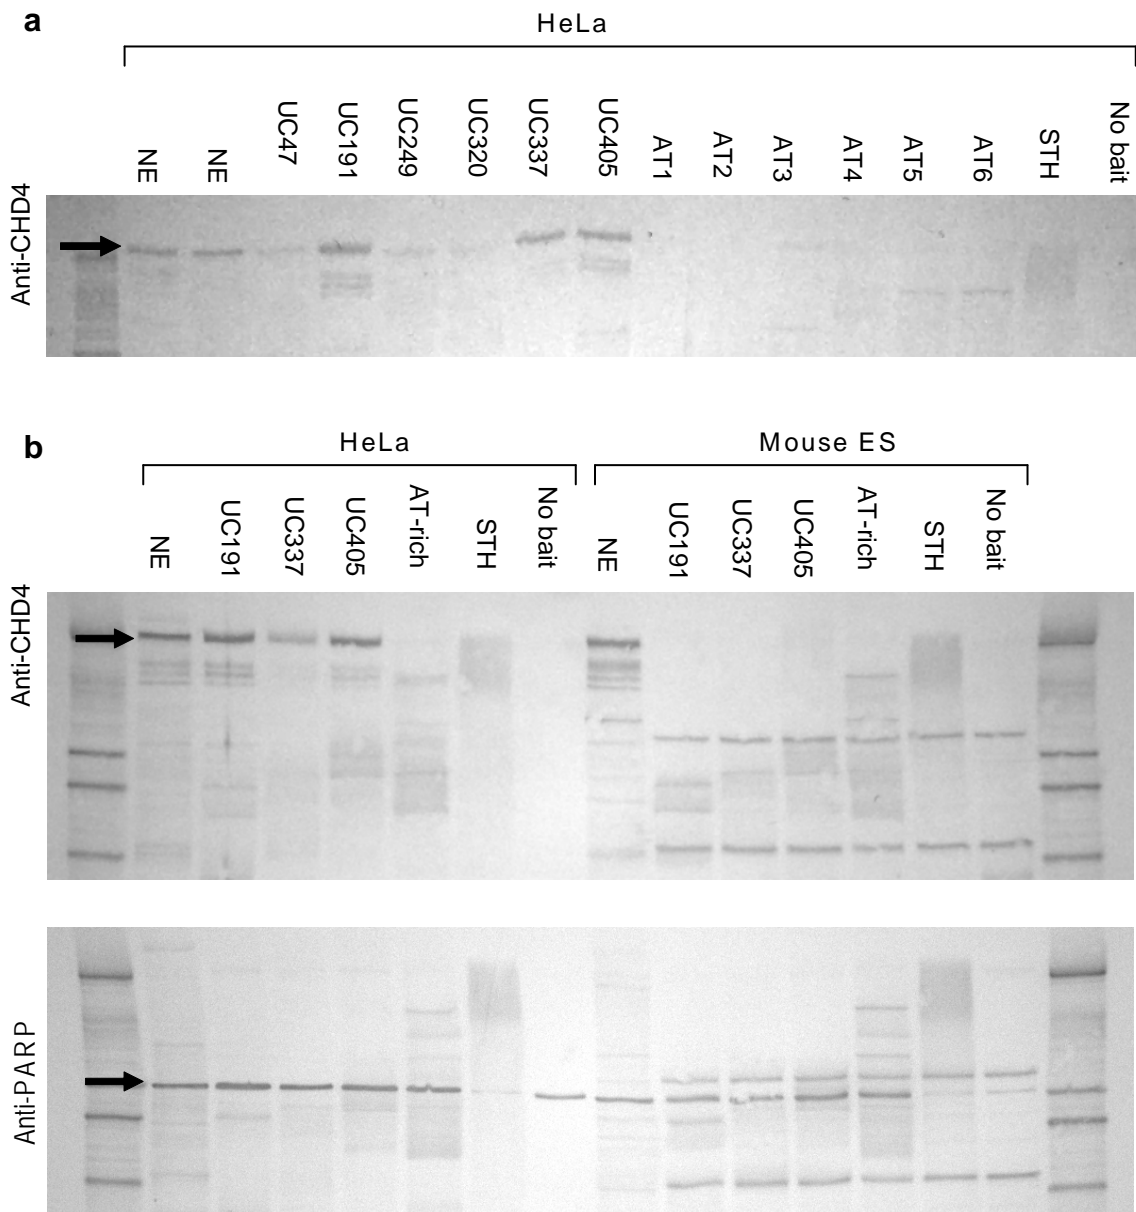 a
HeLa
NE
NE
UC47
UC191
UC249
UC320
UC337
UC405
AT1
AT2
AT3
AT4
AT5
AT6
STH
No bait
Anti-CHD4
b
HeLa
Mouse ES
NE
UC191
UC337
UC405
AT-rich
STH
No bait
NE
UC191
UC337
UC405
AT-rich
STH
No bait
Anti-CHD4
Anti-PARP